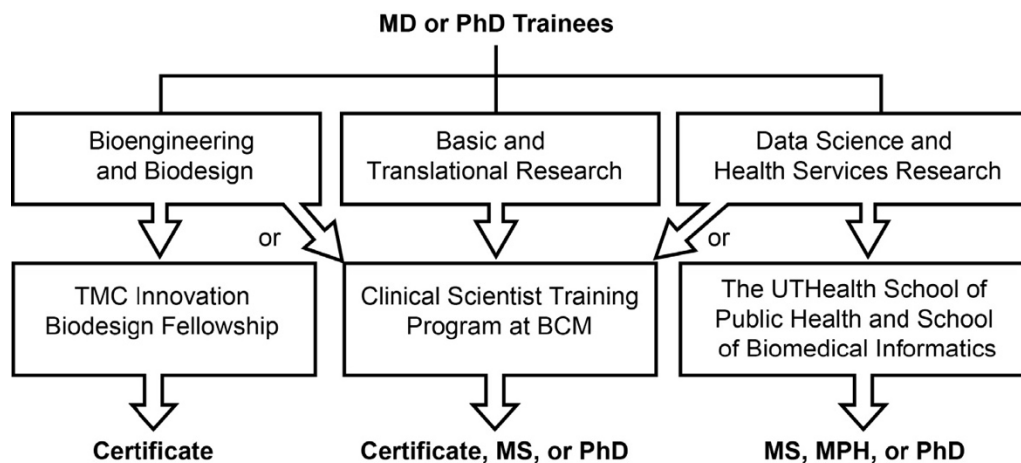 MD or PhD Trainees
Bioengineering
and Biodesign
Basic and
Translational Research
Data Science and
Health Services Research
or
or
TMC Innovation
Biodesign Fellowship
Clinical Scientist Training
Program at BCM
The UTHealth School of
Public Health and School
of Biomedical Informatics
Certificate
Certificate, MS, or PhD
MS, MPH, or PhD